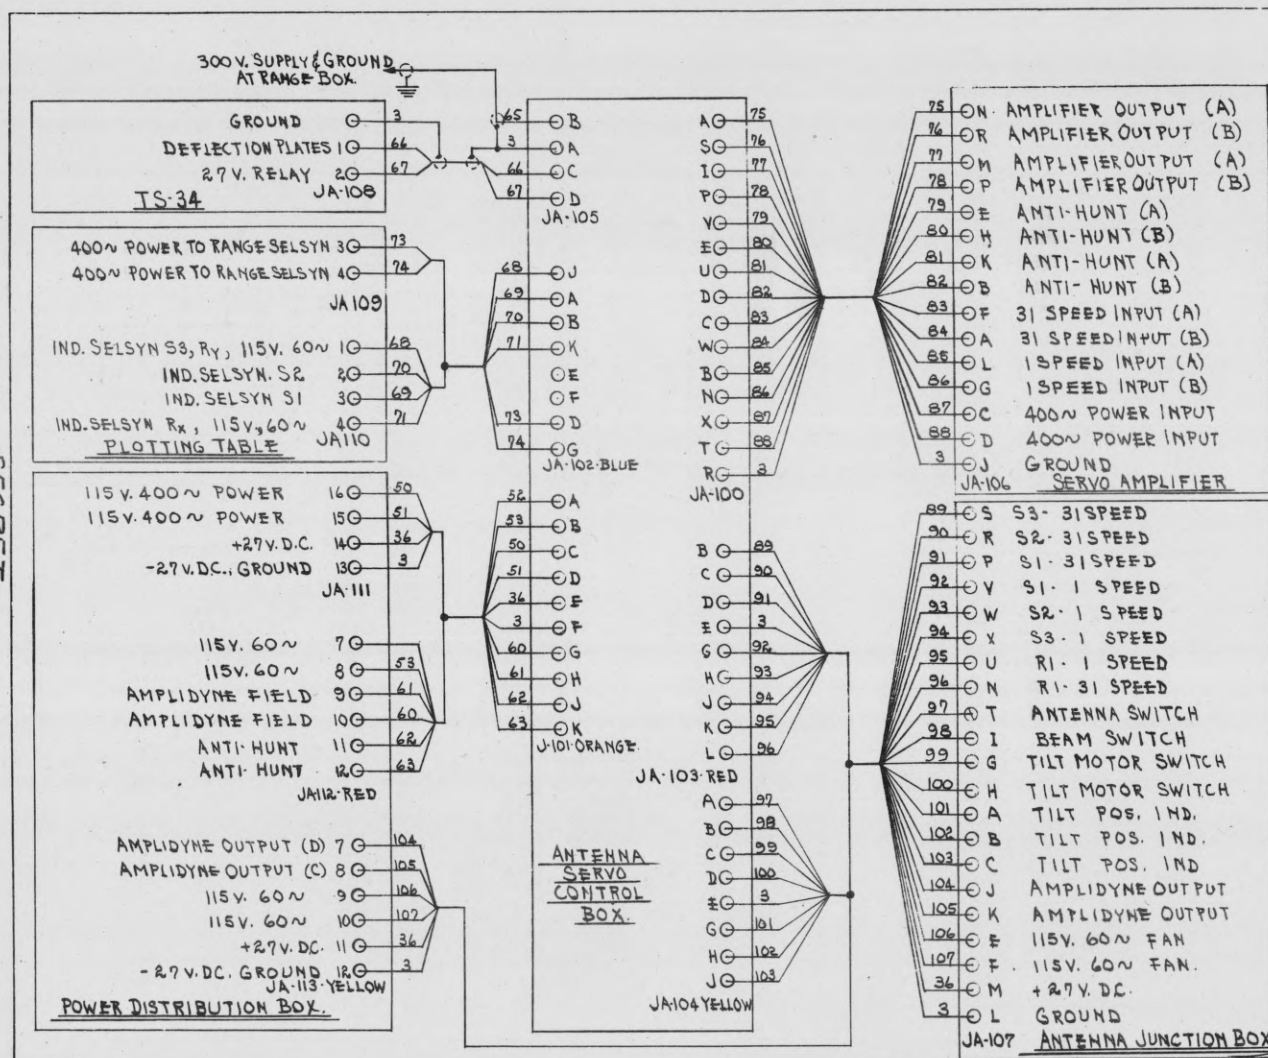 300 V. SUPPLY & GROUND
AT RANGE BOX.
GROUND 3
DEFLECTION PLATES 1 66
27 V. RELAY 2 67
JA-108
TS-34
400~ POWER TO RANGE SELSYN 3 73
400~ POWER TO RANGE SELSYN 4 74
JA109
IND. SELSYN S3, RY, 115V. 60~ 1 68
IND. SELSYN. S2 2 70
IND. SELSYN S1 3 69
IND. SELSYN RX, 115V, 60~ 4 71
JA110
PLOTTING TABLE
115 V. 400~ POWER 16 50
115 V. 400~ POWER 15 51
+27V. D.C. 14 36
-27V. D.C., GROUND 13 3
JA-111
115V. 60~ 7
115V. 60~ 8 53
AMPLIDYNE FIELD 9 61
AMPLIDYNE FIELD 10 60
ANTI-HUNT 11 62
ANTI-HUNT 12 63
JA112-RED
AMPLIDYNE OUTPUT (D) 7 104
AMPLIDYNE OUTPUT (C) 8 105
115V. 60~ 9 106
115V. 60~ 10 107
+27V. DC. 11 36
-27V. DC. GROUND 12 3
JA-113-YELLOW
POWER DISTRIBUTION BOX.
65 B
3 A
66 C
67 D
JA-105
68 J
69 A
70 B
71 K
E
F
73 D
74 G
JA-102-BLUE
52 A
53 B
50 C
51 D
36 E
3 F
60 G
61 H
62 J
63 K
J-101-ORANGE.
ANTENNA
SERVO
CONTROL
BOX.
A 75
S 76
I 77
P 78
V 79
E 80
U 81
D 82
C 83
W 84
B 85
N 86
X 87
T 88
R 3
JA-100
B 89
C 90
D 91
E 3
G 92
H 93
J 94
K 95
L 96
JA-103-RED
A 97
B 98
C 99
D 100
E 3
G 101
H 102
J 103
JA-104 YELLOW
75 N - AMPLIFIER OUTPUT (A)
76 R AMPLIFIER OUTPUT (B)
77 M AMPLIFIER OUTPUT (A)
78 P AMPLIFIER OUTPUT (B)
79 E ANTI-HUNT (A)
80 H ANTI-HUNT (B)
81 K ANTI-HUNT (A)
82 B ANTI-HUNT (B)
83 F 31 SPEED INPUT (A)
84 A 31 SPEED INPUT (B)
85 L 1 SPEED INPUT (A)
86 G 1 SPEED INPUT (B)
87 C 400~ POWER INPUT
88 D 400~ POWER INPUT
3 J GROUND
JA-106 SERVO AMPLIFIER
89 S S3- 31 SPEED
90 R S2- 31 SPEED
91 P S1- 31 SPEED
92 V S1- 1 SPEED
93 W S2- 1 SPEED
94 X S3- 1 SPEED
95 U R1- 1 SPEED
96 N R1- 31 SPEED
97 T ANTENNA SWITCH
98 I BEAM SWITCH
99 G TILT MOTOR SWITCH
100 H TILT MOTOR SWITCH
101 A TILT POS. IND.
102 B TILT POS. IND.
103 C TILT POS. IND
104 J AMPLIDYNE OUTPUT
105 K AMPLIDYNE OUTPUT
106 E 115V. 60~ FAN
107 F. 115V. 60~ FAN.
36 M +27V. DC.
3 L GROUND
JA-107 ANTENNA JUNCTION BOX